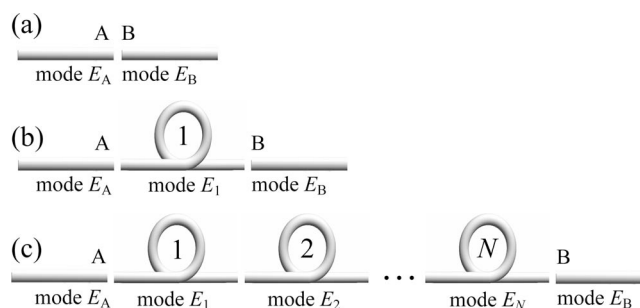 (a) A B
mode E_A mode E_B
(b) A 1 B
mode E_A mode E_1 mode E_B
(c) A 1 2 N B
mode E_A mode E_1 mode E_2 ... mode E_N mode E_B